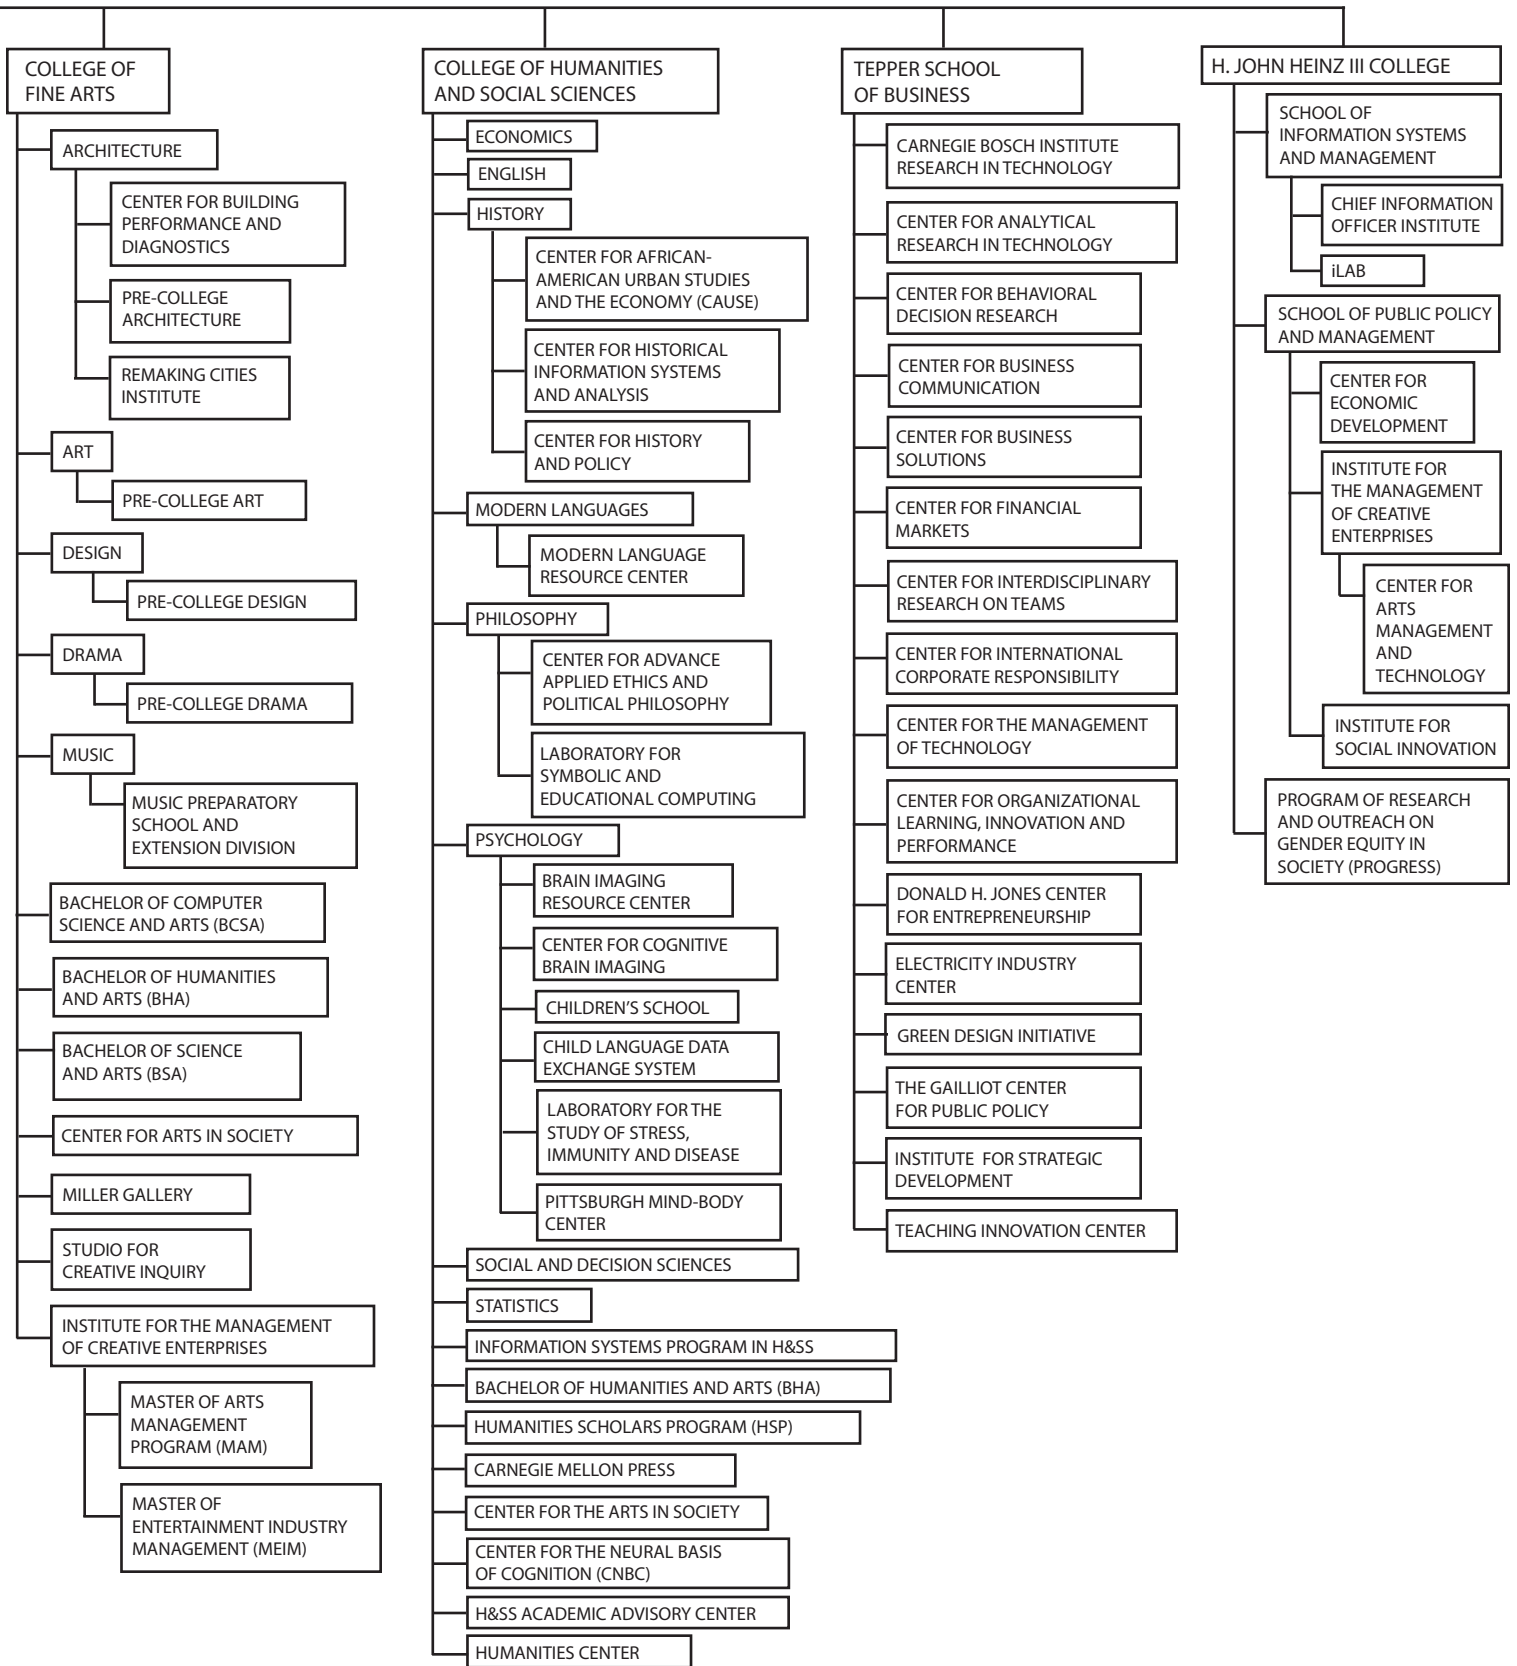 COLLEGE OF
FINE ARTS
ARCHITECTURE
CENTER FOR BUILDING
PERFORMANCE AND
DIAGNOSTICS
PRE-COLLEGE
ARCHITECTURE
REMAKING CITIES
INSTITUTE
ART
PRE-COLLEGE ART
DESIGN
PRE-COLLEGE DESIGN
DRAMA
PRE-COLLEGE DRAMA
MUSIC
MUSIC PREPARATORY
SCHOOL AND
EXTENSION DIVISION
BACHELOR OF COMPUTER
SCIENCE AND ARTS (BCSA)
BACHELOR OF HUMANITIES
AND ARTS (BHA)
BACHELOR OF SCIENCE
AND ARTS (BSA)
CENTER FOR ARTS IN SOCIETY
MILLER GALLERY
STUDIO FOR
CREATIVE INQUIRY
INSTITUTE FOR THE MANAGEMENT
OF CREATIVE ENTERPRISES
MASTER OF ARTS
MANAGEMENT
PROGRAM (MAM)
MASTER OF
ENTERTAINMENT INDUSTRY
MANAGEMENT (MEIM)
COLLEGE OF HUMANITIES
AND SOCIAL SCIENCES
ECONOMICS
ENGLISH
HISTORY
CENTER FOR AFRICAN-
AMERICAN URBAN STUDIES
AND THE ECONOMY (CAUSE)
CENTER FOR HISTORICAL
INFORMATION SYSTEMS
AND ANALYSIS
CENTER FOR HISTORY
AND POLICY
MODERN LANGUAGES
MODERN LANGUAGE
RESOURCE CENTER
PHILOSOPHY
CENTER FOR ADVANCE
APPLIED ETHICS AND
POLITICAL PHILOSOPHY
LABORATORY FOR
SYMBOLIC AND
EDUCATIONAL COMPUTING
PSYCHOLOGY
BRAIN IMAGING
RESOURCE CENTER
CENTER FOR COGNITIVE
BRAIN IMAGING
CHILDREN'S SCHOOL
CHILD LANGUAGE DATA
EXCHANGE SYSTEM
LABORATORY FOR THE
STUDY OF STRESS,
IMMUNITY AND DISEASE
PITTSBURGH MIND-BODY
CENTER
SOCIAL AND DECISION SCIENCES
STATISTICS
INFORMATION SYSTEMS PROGRAM IN H&SS
BACHELOR OF HUMANITIES AND ARTS (BHA)
HUMANITIES SCHOLARS PROGRAM (HSP)
CARNEGIE MELLON PRESS
CENTER FOR THE ARTS IN SOCIETY
CENTER FOR THE NEURAL BASIS
OF COGNITION (CNBC)
H&SS ACADEMIC ADVISORY CENTER
HUMANITIES CENTER
TEPPER SCHOOL
OF BUSINESS
CARNEGIE BOSCH INSTITUTE
RESEARCH IN TECHNOLOGY
CENTER FOR ANALYTICAL
RESEARCH IN TECHNOLOGY
CENTER FOR BEHAVIORAL
DECISION RESEARCH
CENTER FOR BUSINESS
COMMUNICATION
CENTER FOR BUSINESS
SOLUTIONS
CENTER FOR FINANCIAL
MARKETS
CENTER FOR INTERDISCIPLINARY
RESEARCH ON TEAMS
CENTER FOR INTERNATIONAL
CORPORATE RESPONSIBILITY
CENTER FOR THE MANAGEMENT
OF TECHNOLOGY
CENTER FOR ORGANIZATIONAL
LEARNING, INNOVATION AND
PERFORMANCE
DONALD H. JONES CENTER
FOR ENTREPRENEURSHIP
ELECTRICITY INDUSTRY
CENTER
GREEN DESIGN INITIATIVE
THE GAILLIOT CENTER
FOR PUBLIC POLICY
INSTITUTE FOR STRATEGIC
DEVELOPMENT
TEACHING INNOVATION CENTER
H. JOHN HEINZ III COLLEGE
SCHOOL OF
INFORMATION SYSTEMS
AND MANAGEMENT
CHIEF INFORMATION
OFFICER INSTITUTE
iLAB
SCHOOL OF PUBLIC POLICY
AND MANAGEMENT
CENTER FOR
ECONOMIC
DEVELOPMENT
INSTITUTE FOR
THE MANAGEMENT
OF CREATIVE
ENTERPRISES
CENTER FOR
ARTS
MANAGEMENT
AND
TECHNOLOGY
INSTITUTE FOR
SOCIAL INNOVATION
PROGRAM OF RESEARCH
AND OUTREACH ON
GENDER EQUITY IN
SOCIETY (PROGRESS)